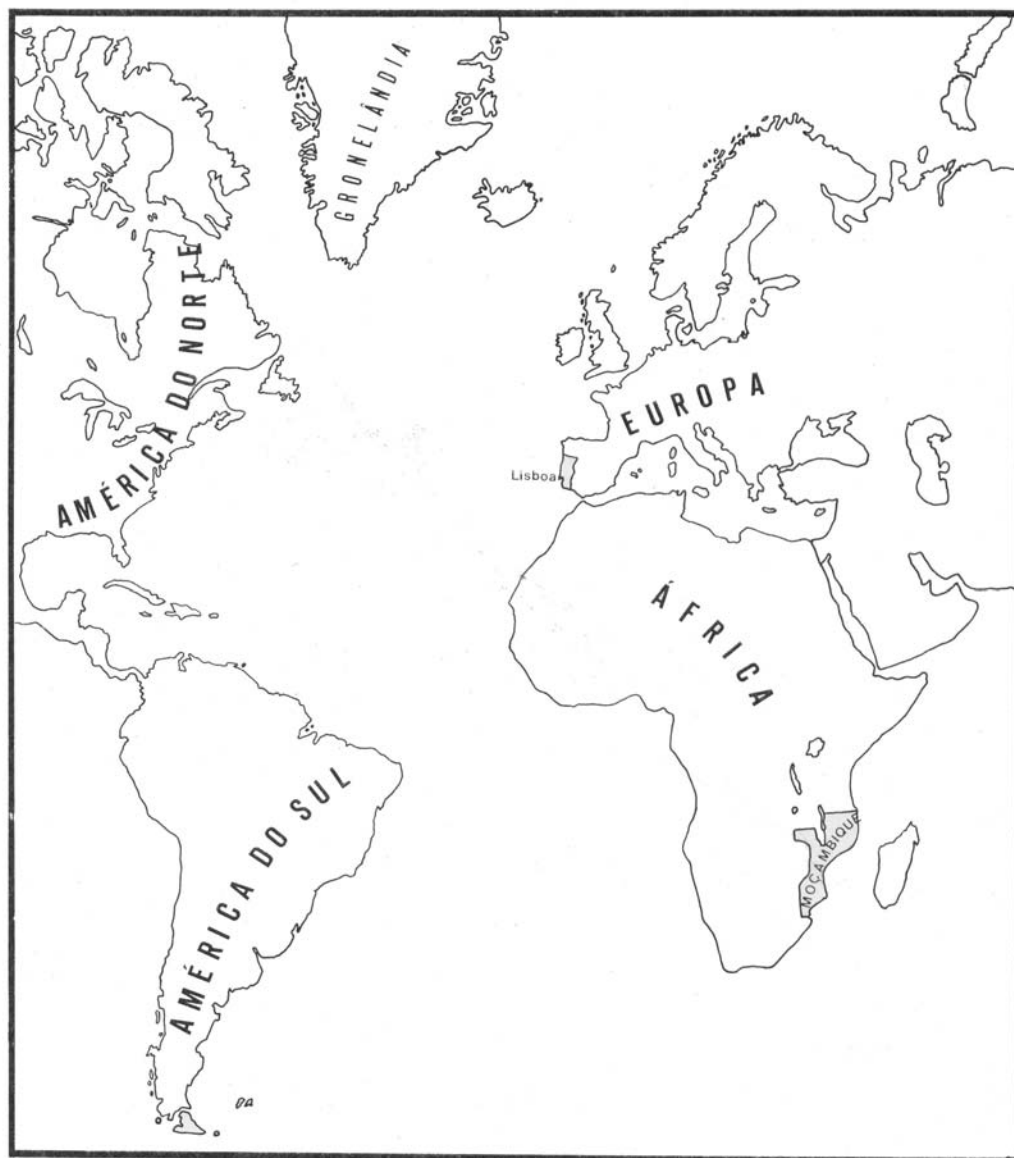 GRONELÂNDIA
AMÉRICA DO NORTE
EUROPA
Lisboa
ÁFRICA
MOÇAMBIQUE
AMÉRICA DO SUL